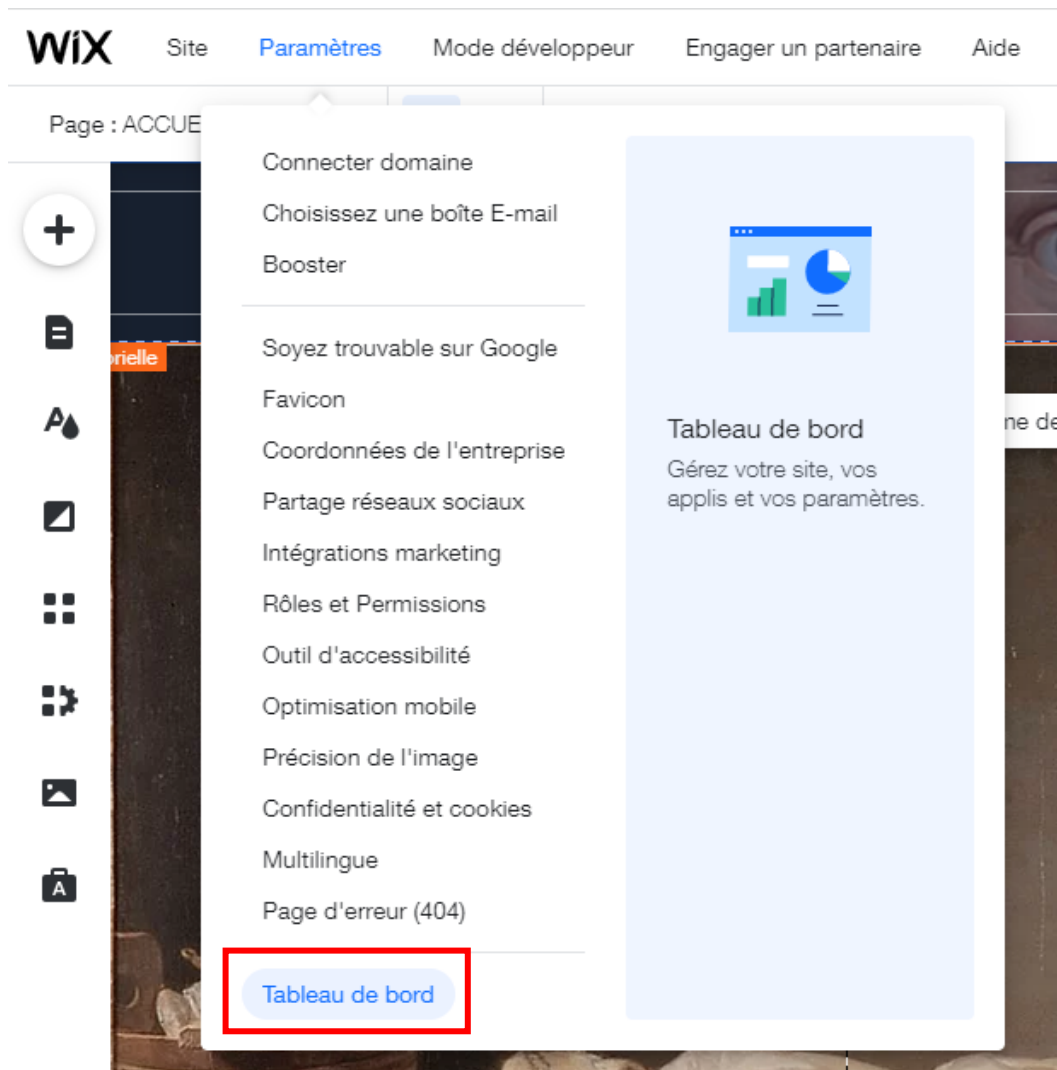 WiX Site Paramètres Mode développeur Engager un partenaire Aide
Page : ACCUE
Connecter domaine
Choisissez une boîte E-mail
Booster
Soyez trouvable sur Google
Favicon
Coordonnées de l'entreprise
Partage réseaux sociaux
Intégrations marketing
Rôles et Permissions
Outil d'accessibilité
Optimisation mobile
Précision de l'image
Confidentialité et cookies
Multilingue
Page d'erreur (404)
Tableau de bord
Tableau de bord
Gérez votre site, vos
applis et vos paramètres.
rielle
me de
A
A